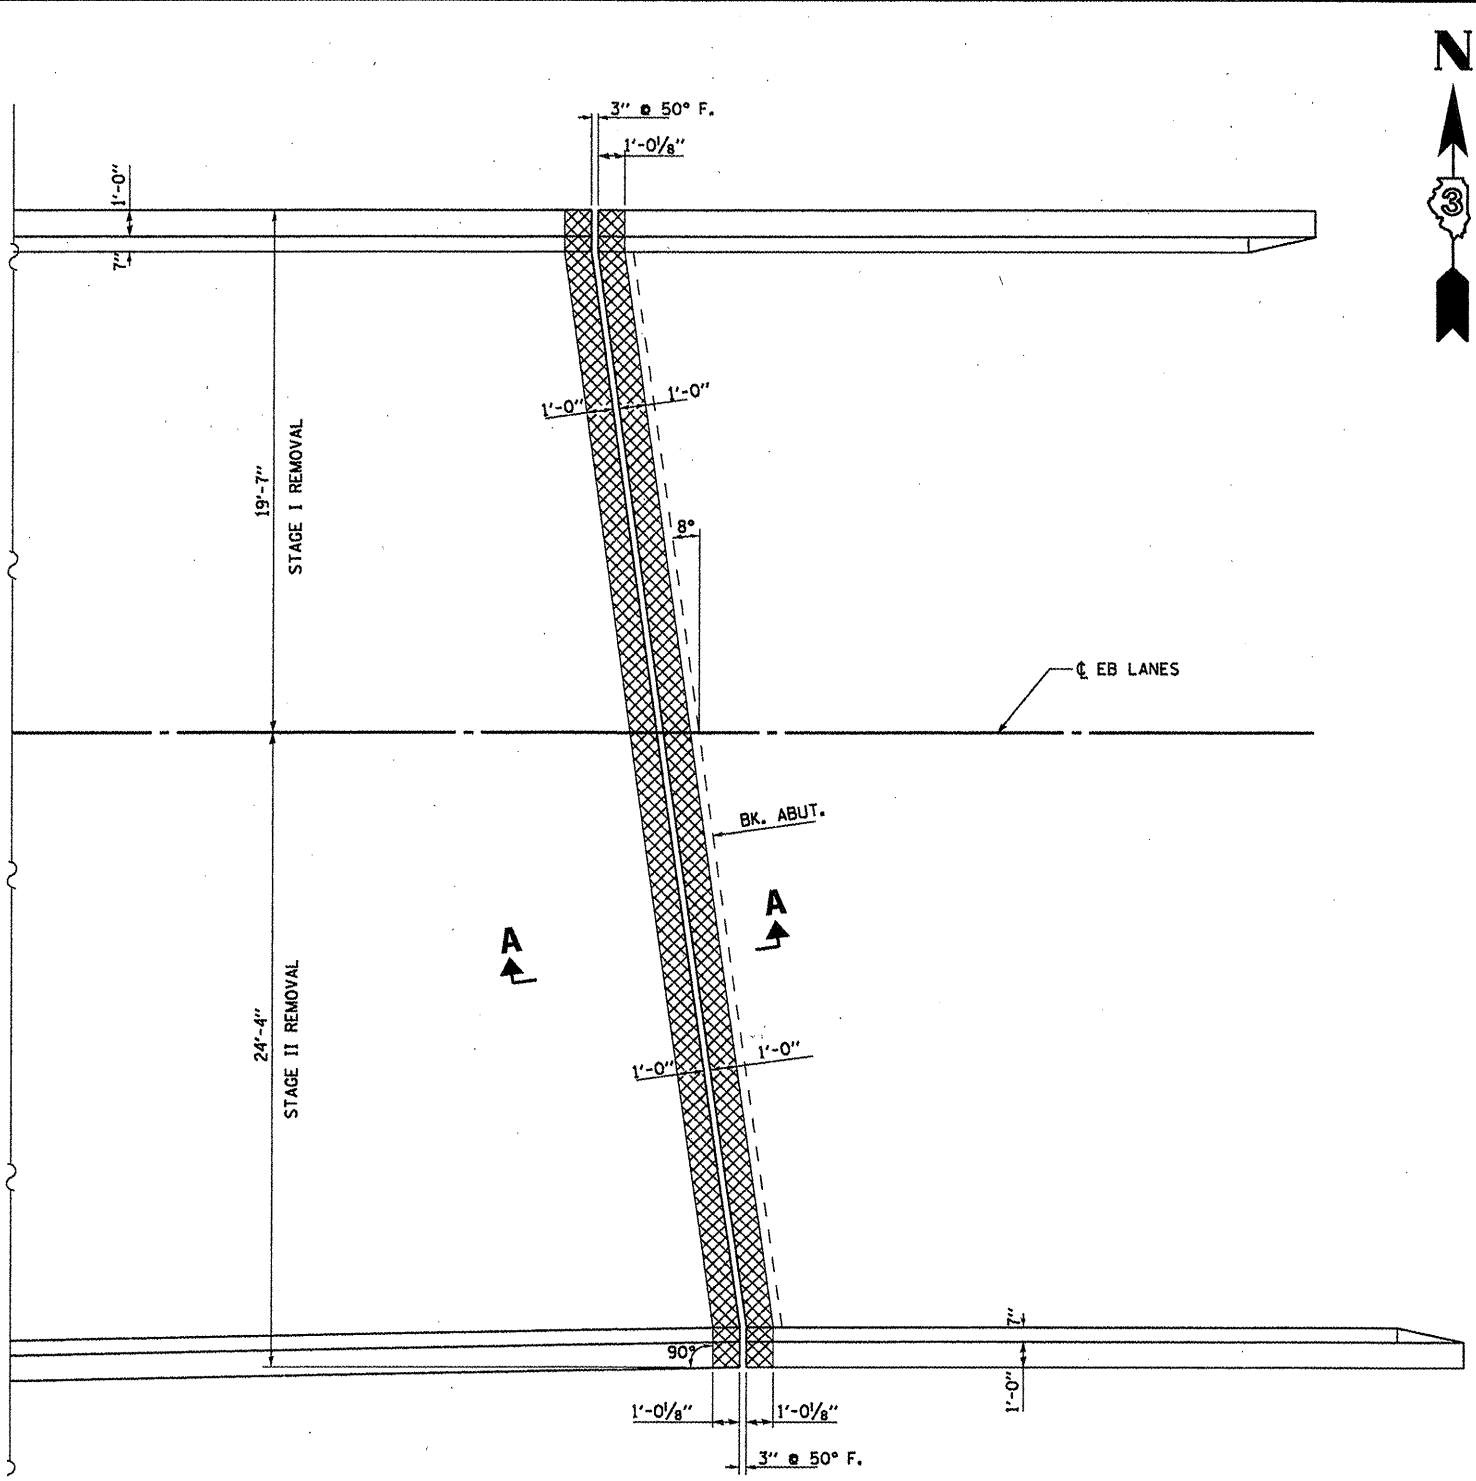 N
3" @ 50° F.
1'-0⅛"
1'-0"
3
7"
1'-0"
1'-0"
19'-7"
STAGE I REMOVAL
8°
℄ EB LANES
BK. ABUT.
A
A
24'-4"
STAGE II REMOVAL
1'-0"
1'-0"
7"
90°
1'-0"
1'-0⅛"
1'-0⅛"
3" @ 50° F.